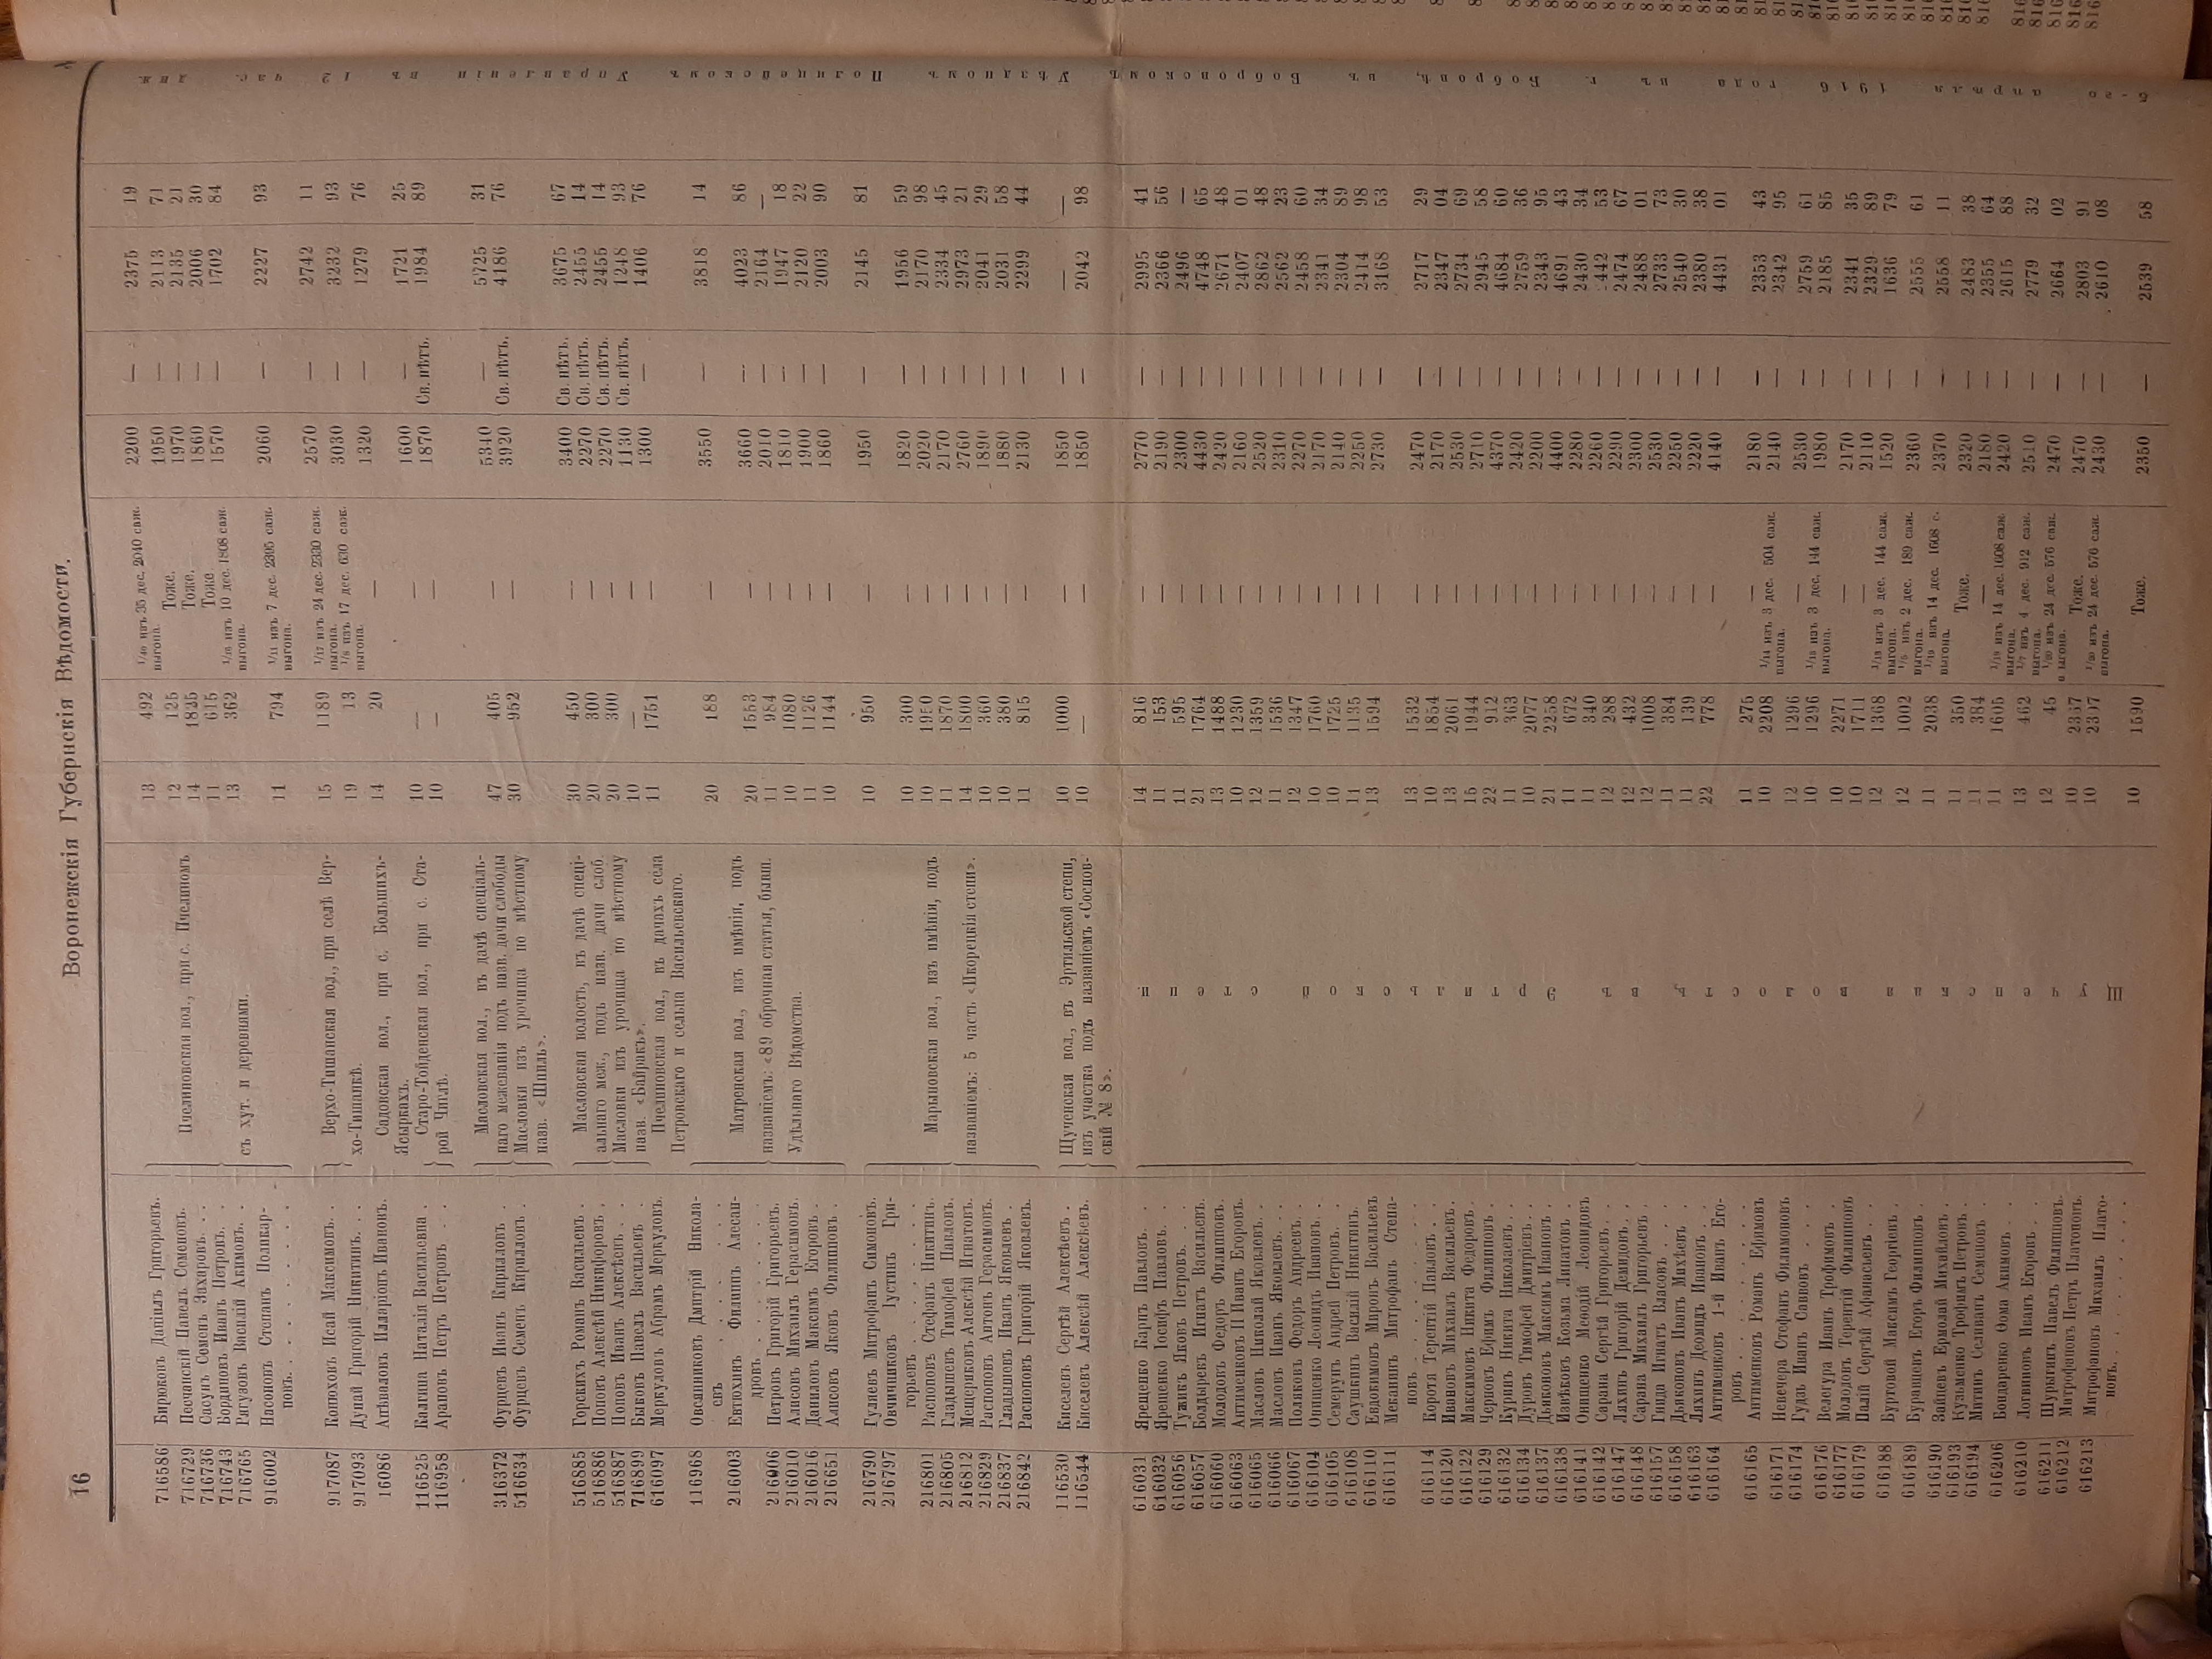 16
Воронежскія Губернскія Вѣдомости.
716586 Бирюковъ Даніилъ Григорьевъ. 13 492 1/40 изъ 35 дес. 2040 саж. выгона. 2200 — 2375 19
716729 Песчанскій Павелъ Семеновъ. Пчелиновская вол., при с. Пчелиномъ 12 125 Тоже. 1950 — 2113 71
716736 Сасунъ Семенъ Захаровъ. . . 14 1825 Тоже. 1970 — 2135 21
716743 Бординовъ Иванъ Петровъ. . 11 615 Тоже 1860 — 2006 30
716765 Рягузовъ Василій Акимовъ. . съ хут. и деревнями. 13 362 1/16 изъ 10 дес. 1808 саж. выгона. 1570 — 1702 84
916002 Насоновъ Степанъ Поликарповъ. 11 794 1/11 изъ 7 дес. 2395 саж. выгона. 2060 — 2227 93
917087 Конюховъ Исай Максимовъ. . Верхо-Тишанская вол., при селѣ Вер- 15 1189 1/17 изъ 24 дес. 2330 саж. выгона. 2570 — 2742 11
917093 Дунай Григорій Никитинъ. . . хо-Тишанкѣ. 19 13 1/8 изъ 17 дес. 630 саж. выгона. 3030 — 3232 93
16086 Апѣваловъ Илларіонъ Ивановъ. Садовская вол., при с. Большихъ-Ясыркахъ. 14 20 — 1320 — 1279 76
116525 Калгина Наталія Васильевна . Старо-Тойденская вол., при с. Ста- 10 — — 1600 — 1721 25
116958 Араповъ Петръ Петровъ . . рой Чиглѣ. 10 — — 1870 Св. нѣтъ. 1984 89
Масловская вол., въ дачѣ спеціаль-
316372 Фурцевъ Иванъ Кирилловъ . наго межеванія подъ назв. дачи слободы 47 405 — 5340 — 5725 31
516634 Фурцевъ Семенъ Кирилловъ . Масловки изъ урочища по мѣстному 30 952 — 3920 Св. нѣтъ. 4186 76
назв. «Шпиль».
516885 Горскихъ Романъ Васильевъ . Масловская волость, въ дачѣ спеці- 30 450 — 3400 Св. нѣтъ. 3675 67
516886 Поповъ Алексѣй Никифоровъ . альнаго меж., подъ назв. дачи слоб. 20 300 — 2270 Св. нѣтъ. 2455 14
516887 Поповъ Иванъ Алексѣевъ . . Масловки изъ урочища по мѣстному 20 300 — 2270 Св. нѣтъ. 2455 14
716899 Быковъ Павелъ Васильевъ . назв. «Байракъ». 10 — — 1130 Св. нѣтъ. 1248 93
616097 Меркуловъ Абрамъ Меркуловъ. Пчелиновская вол., въ дачахъ села 11 1751 — 1300 — 1406 76
Петровскаго и сельца Васильевскаго.
116968 Овсянниковъ Дмитрій Николаевъ . . . 20 188 — 3550 — 3818 14
216003 Евтюхинъ Филиппъ Алесандровъ Матренская вол., изъ имѣнія, подъ 20 1553 — 3660 — 4023 86
216006 Петровъ Григорій Григорьевъ. названіемъ: «89 оброчная статья, бывш. 11 984 — 2010 — 2164 —
216010 Алисовъ Михаилъ Герасимовъ. Удѣльнаго Вѣдомства. 10 1080 — 1810 — 1947 18
216016 Даниловъ Максимъ Егоровъ . 11 1126 — 1900 — 2120 22
216651 Алисовъ Яковъ Филипповъ . 10 1144 — 1860 — 2003 90
216790 Гуляевъ Митрофанъ Симоновъ. 10 950 — 1950 — 2145 81
216797 Овчичниковъ Іустинъ Григорьевъ . 10 300 — 1820 — 1956 59
216801 Распоповъ Стефанъ Никитинъ. Марьиновская вол., изъ имѣнія, подъ 10 1950 — 2020 — 2170 98
216805 Гладышевъ Тимофей Павловъ. 11 1870 — 2170 — 2334 45
216812 Мещеряковъ Алексѣй Игнатовъ. названіемъ: 5 часть «Икорецкія степи». 14 1800 — 2760 — 2973 21
216829 Распоповъ Антонъ Герасимовъ. 10 360 — 1890 — 2041 29
216837 Гладышевъ Иванъ Яковлевъ . 10 380 — 1880 — 2031 58
216842 Распоповъ Григорій Яковлевъ. 11 815 — 2130 — 2299 44
116530 Киселевъ Сергѣй Алексѣевъ . Щученская вол., въ Эртильской степи, 10 1000 — 1850 — — —
116544 Киселевъ Алексѣй Алексѣевъ. изъ участка подъ названіемъ «Соснов- 10 — — 1850 — 2042 98
скій № 8».
Щученская волость, въ Эртильской степи.
616031 Ярещенко Карпъ Павловъ. . 14 816 — 2770 — 2995 41
616032 Ярещенко Іосифъ Павловъ. . 11 153 — 2190 — 2366 56
616056 Тужикъ Яковъ Петровъ. . . 11 595 — 2300 — 2496 —
616057 Болдырекъ Игнатъ Васильевъ. 21 1764 — 4430 — 4748 65
616060 Молодовъ Федоръ Филипповъ. 13 1488 — 2420 — 2671 48
616063 Антименковъ II Иванъ Егоровъ. 10 1230 — 2160 — 2407 01
616065 Масловъ Николай Яковлевъ. . 12 1359 — 2520 — 2862 48
616066 Масловъ Иванъ Яковлевъ. . . 11 1536 — 2310 — 2562 23
616067 Поляковъ Федоръ Андреевъ. . 12 1347 — 2270 — 2458 60
616104 Онищенко Леонидъ Ивановъ. . 10 1760 — 2170 — 2341 34
616105 Семерунъ Андрей Петровъ. . 10 1725 — 2140 — 2304 89
616108 Саушкинъ Василій Никитинъ. 11 1135 — 2250 — 2414 98
616110 Евдокимовъ Миронъ Васильевъ 13 1594 — 2730 — 3168 53
616111 Меканинъ Митрофанъ Степановъ . 13 1532 — 2470 — 2717 29
616114 Коротя Терентій Павловъ . . 10 1854 — 2170 — 2347 04
616120 Ивановъ Михаилъ Васильевъ. 13 2061 — 2530 — 2734 69
616122 Максимовъ Никита Федоровъ . 15 1944 — 2710 — 2945 58
616129 Черновъ Ефимъ Филипповъ . 22 912 — 4370 — 4684 60
616132 Куринъ Никита Николаевъ . . 11 363 — 2420 — 2759 36
616134 Дуровъ Тимофей Дмитріевъ. . 10 2077 — 2200 — 2343 95
616137 Дьяконовъ Максимъ Ивановъ . 21 2258 — 4400 — 4691 43
616138 Извѣковъ Козьма Липатовъ . 11 672 — 2280 — 2430 34
616141 Онищенко Меѳодій Леонидовъ 11 340 — 2260 — 442 53
616142 Сарана Сергѣй Григорьевъ . . 12 288 — 2290 — 2474 67
616147 Ляхинъ Григорій Демидовъ. . 12 432 — 2300 — 2488 01
616148 Сарана Михаилъ Григорьевъ . 12 1008 — 2530 — 2733 73
616157 Гнида Игнатъ Власовъ . . . 11 384 — 2250 — 2540 30
616158 Дьяконовъ Иванъ Михѣевъ . 11 139 — 2220 — 2380 38
616163 Ляхинъ Деомидъ Ивановъ . . 22 778 — 4140 — 4431 01
616164 Антименковъ 1-й Иванъ Егоровъ . 11 275 — 2180 — 2353 43
616165 Антименковъ Романъ Ефимовъ 10 2208 1/14 изъ 3 дес. 504 саж. выгона. 2140 — 2342 95
616171 Невечера Стефанъ Филимоновъ 12 1296 — 2530 — 2759 61
616174 Гудзь Иванъ Саввовъ . . . 10 1296 1/18 изъ 3 дес. 144 саж. выгона. 1980 — 2185 85
616176 Велегура Иванъ Трофимовъ . 10 2271 — 2170 — 2341 35
616177 Молодовъ Терентій Филипповъ 10 1711 — 2110 — 2329 89
616179 Палій Сергѣй Афанасьевъ . . 12 1368 1/18 изъ 3 дес. 144 саж. выгона. 1520 — 1636 79
616188 Буртовой Максимъ Георгіевъ . 12 1002 1/5 изъ 2 дес. 189 саж. выгона. 2360 — 2555 61
616189 Буравцевъ Егоръ Филипповъ . 11 2038 1/19 изъ 14 дес. 1608 с. выгона. 2370 — 2558 11
616190 Зайцевъ Ермолай Михайловъ . 11 350 Тоже. 2320 — 2483 38
616193 Кузьменко Трофимъ Петровъ . 11 384 — 2180 — 2355 64
616194 Митинъ Селиванъ Семеновъ . 11 1605 1/19 изъ 14 дес. 1608 саж. выгона. 2420 — 2615 88
616206 Бондаренко Ѳома Акимовъ . . 13 462 1/7 изъ 4 дес. 912 саж. выгона. 2510 — 2779 32
616210 Логвиновъ Иванъ Егоровъ . . 12 45 1/20 изъ 24 дес. 576 саж. выгона. 2470 — 2664 02
616211 Шурыгинъ Павелъ Филипповъ. 10 2367 Тоже. 2470 — 2803 91
616212 Митрофановъ Петръ Платоновъ. 10 2397 1/20 изъ 24 дес. 576 саж. выгона. 2430 — 2610 08
616213 Митрофановъ Михаилъ Платоновъ. 10 1590 Тоже. 2350 — 2539 58
6-го апрѣля 1916 года въ г. Бобровѣ, въ Бобровскомъ Уѣздномъ Полицейскомъ Управленіи въ 12 час. дня.